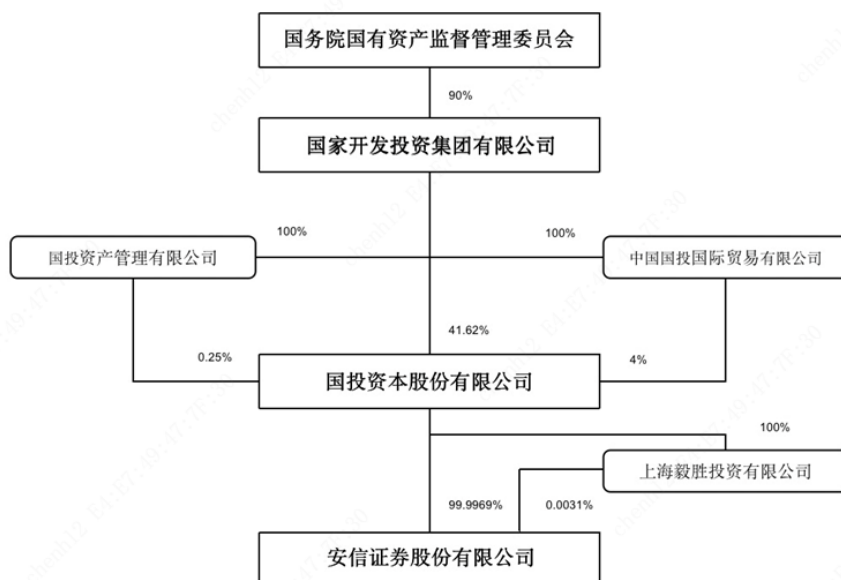 国务院国有资产监督管理委员会
90%
国家开发投资集团有限公司
100%
100%
国投资产管理有限公司
中国国投国际贸易有限公司
41.62%
0.25%
4%
国投资本股份有限公司
100%
上海毅胜投资有限公司
99.9969%
0.0031%
安信证券股份有限公司